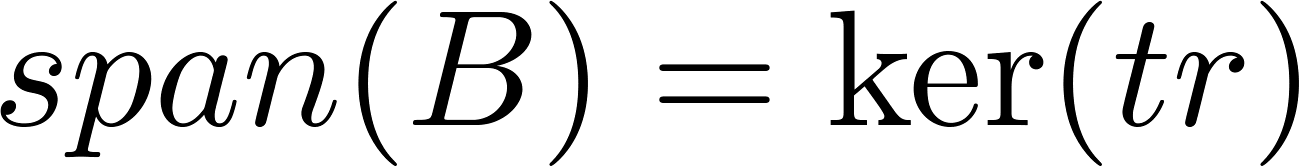 span(B) = ker(tr)